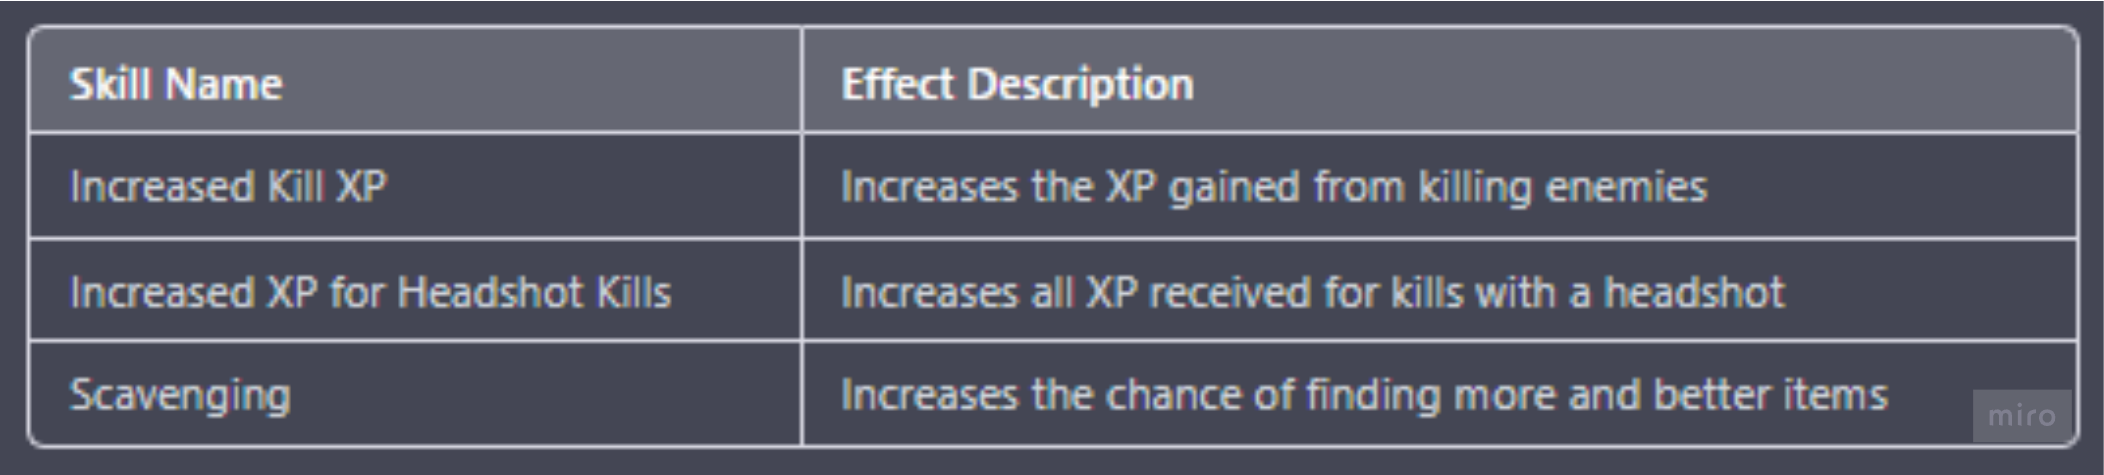 Skill Name Effect Description
Increased Kill XP Increases the XP gained from killing enemies
Increased XP for Headshot Kills Increases all XP received for kills with a headshot
Scavenging Increases the chance of finding more and better items
miro